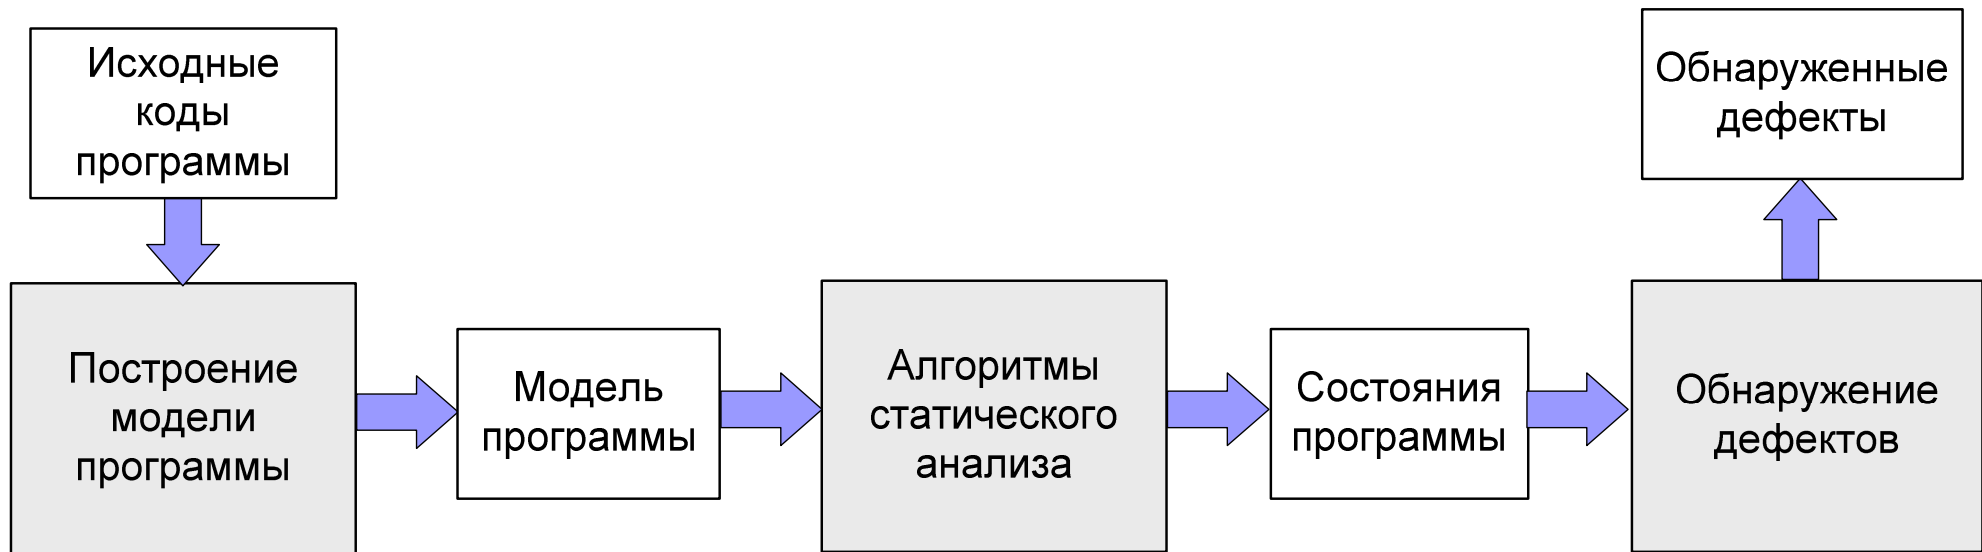 Исходные
коды
программы
Построение
модели
программы
Модель
программы
Алгоритмы
статического
анализа
Состояния
программы
Обнаружение
дефектов
Обнаруженные
дефекты